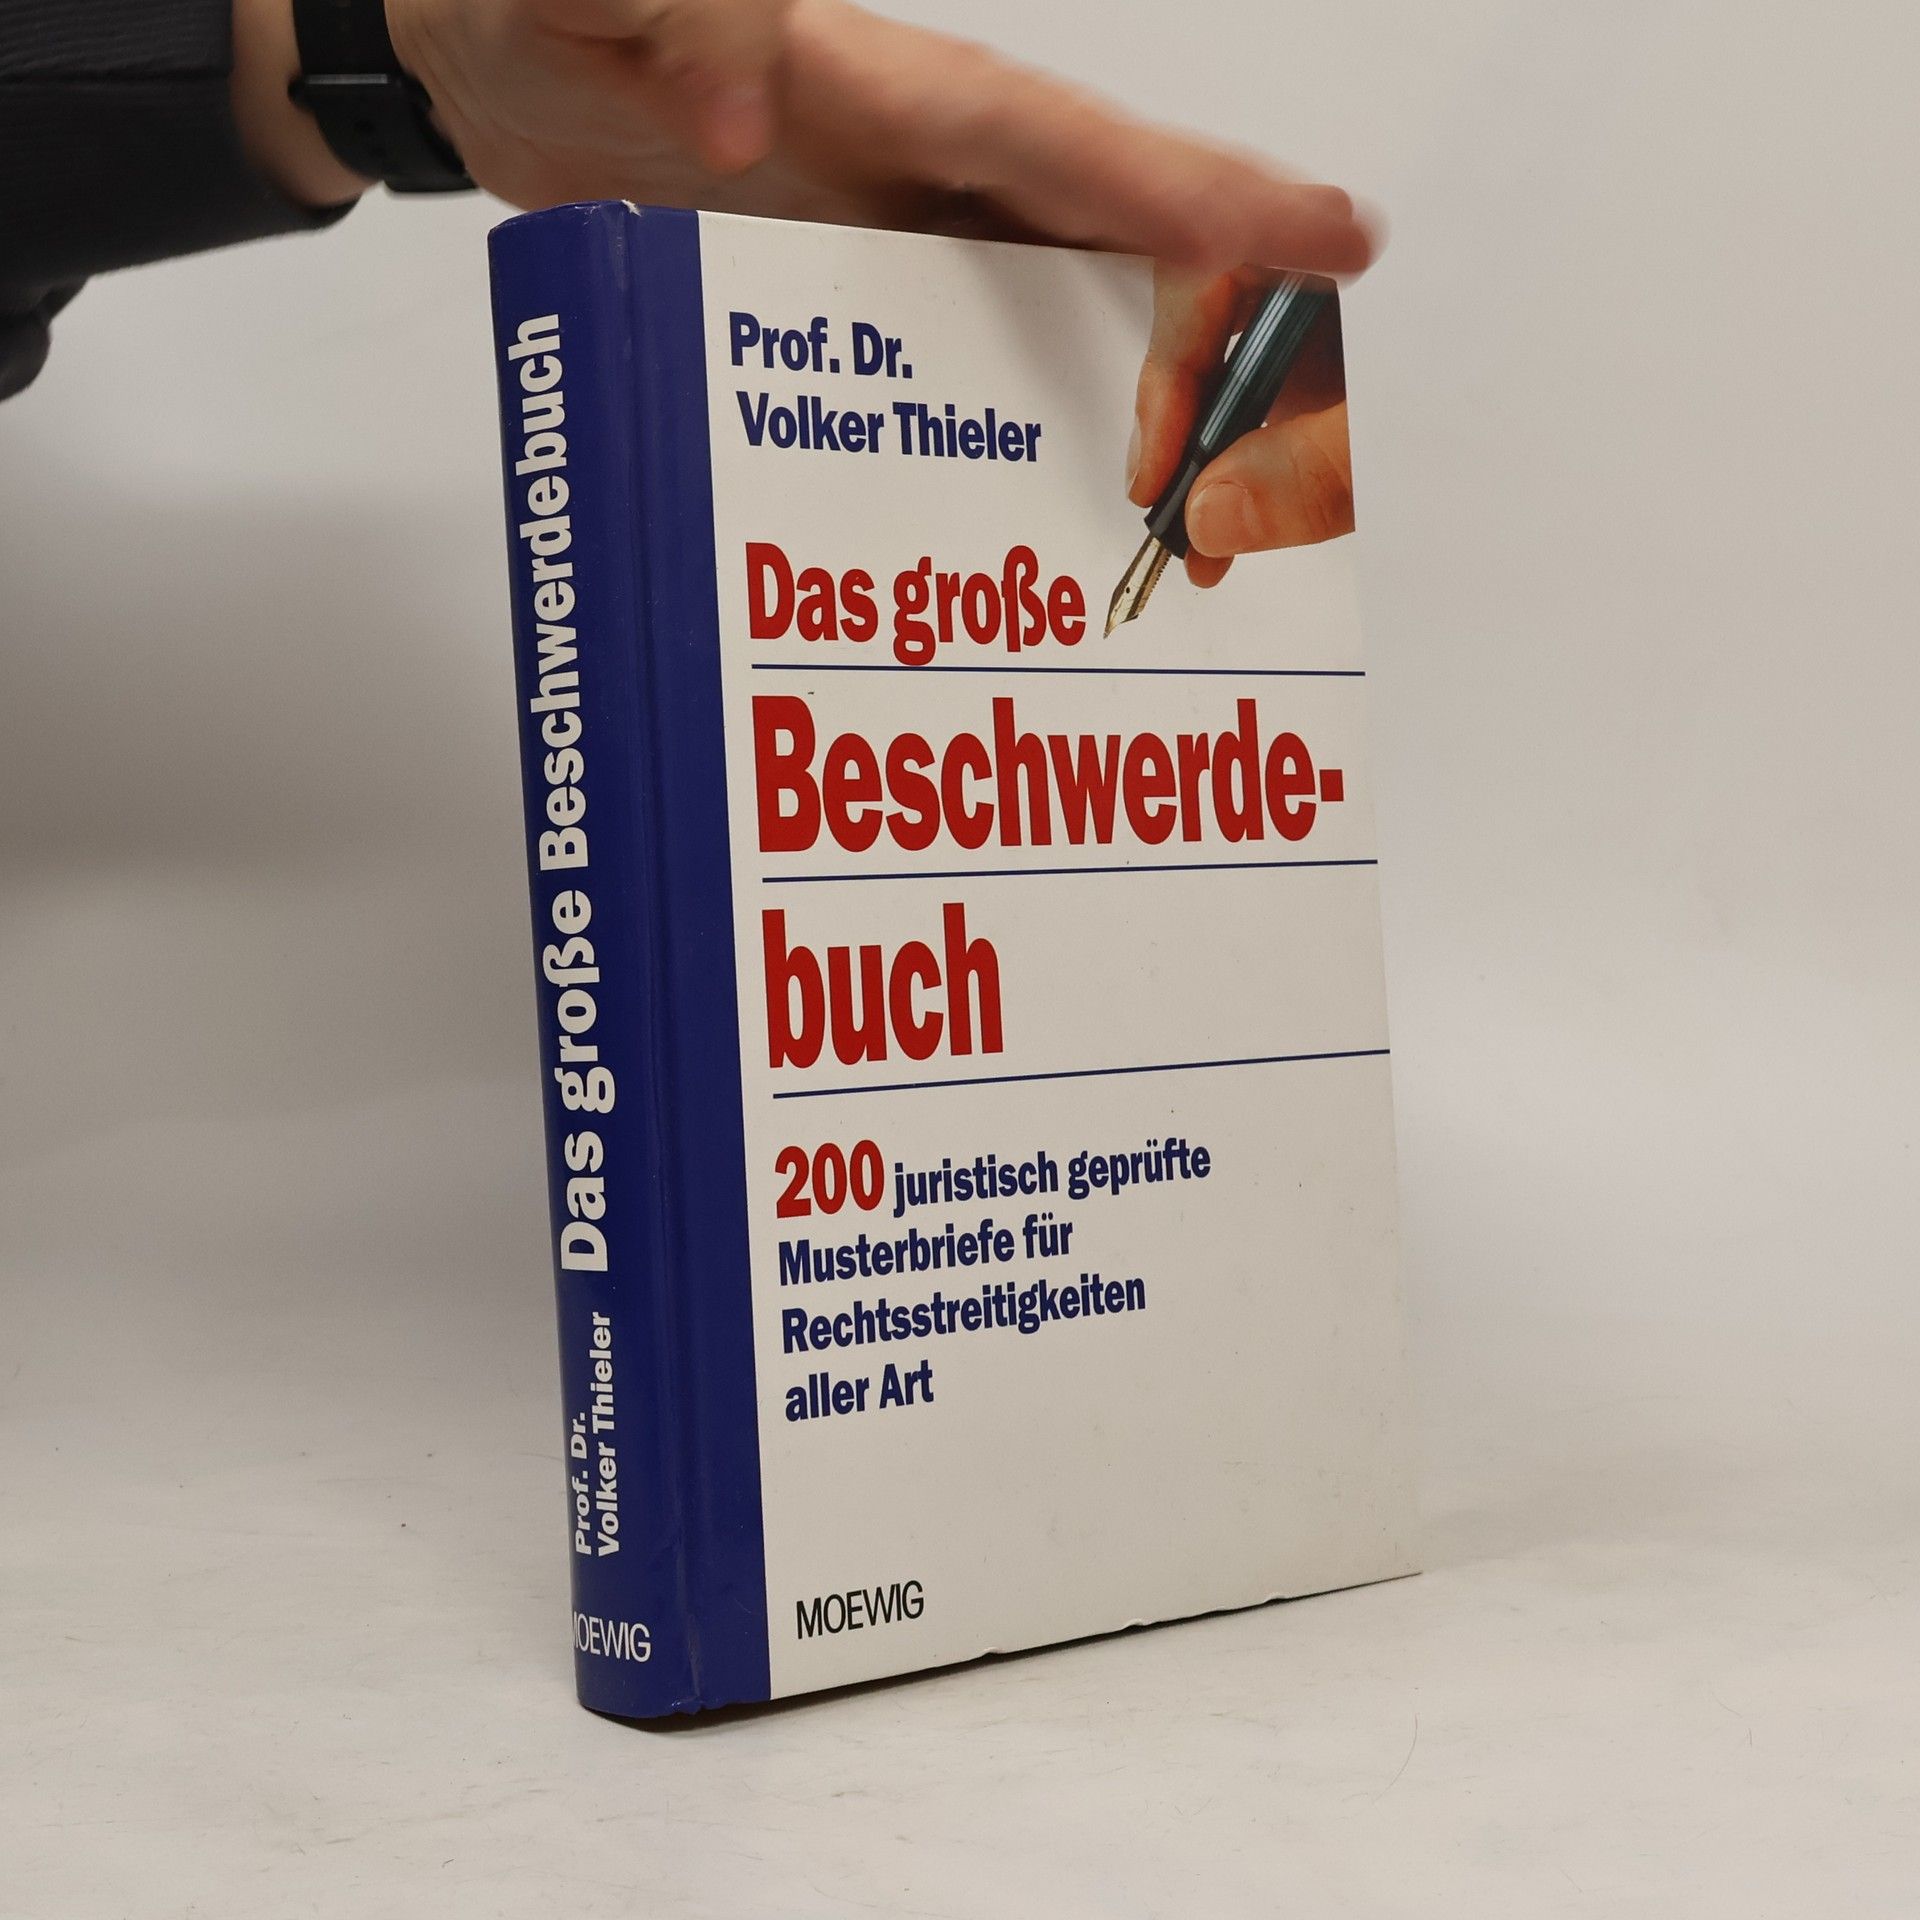 Prof. Dr.
Volker Thieler
Das große
Beschwerde-
buch
200 juristisch geprüfte
Musterbriefe für
Rechtsstreitigkeiten
aller Art
MOEWIG
Das große Beschwerdebuch
Prof. Dr.
Volker Thieler
MOEWIG